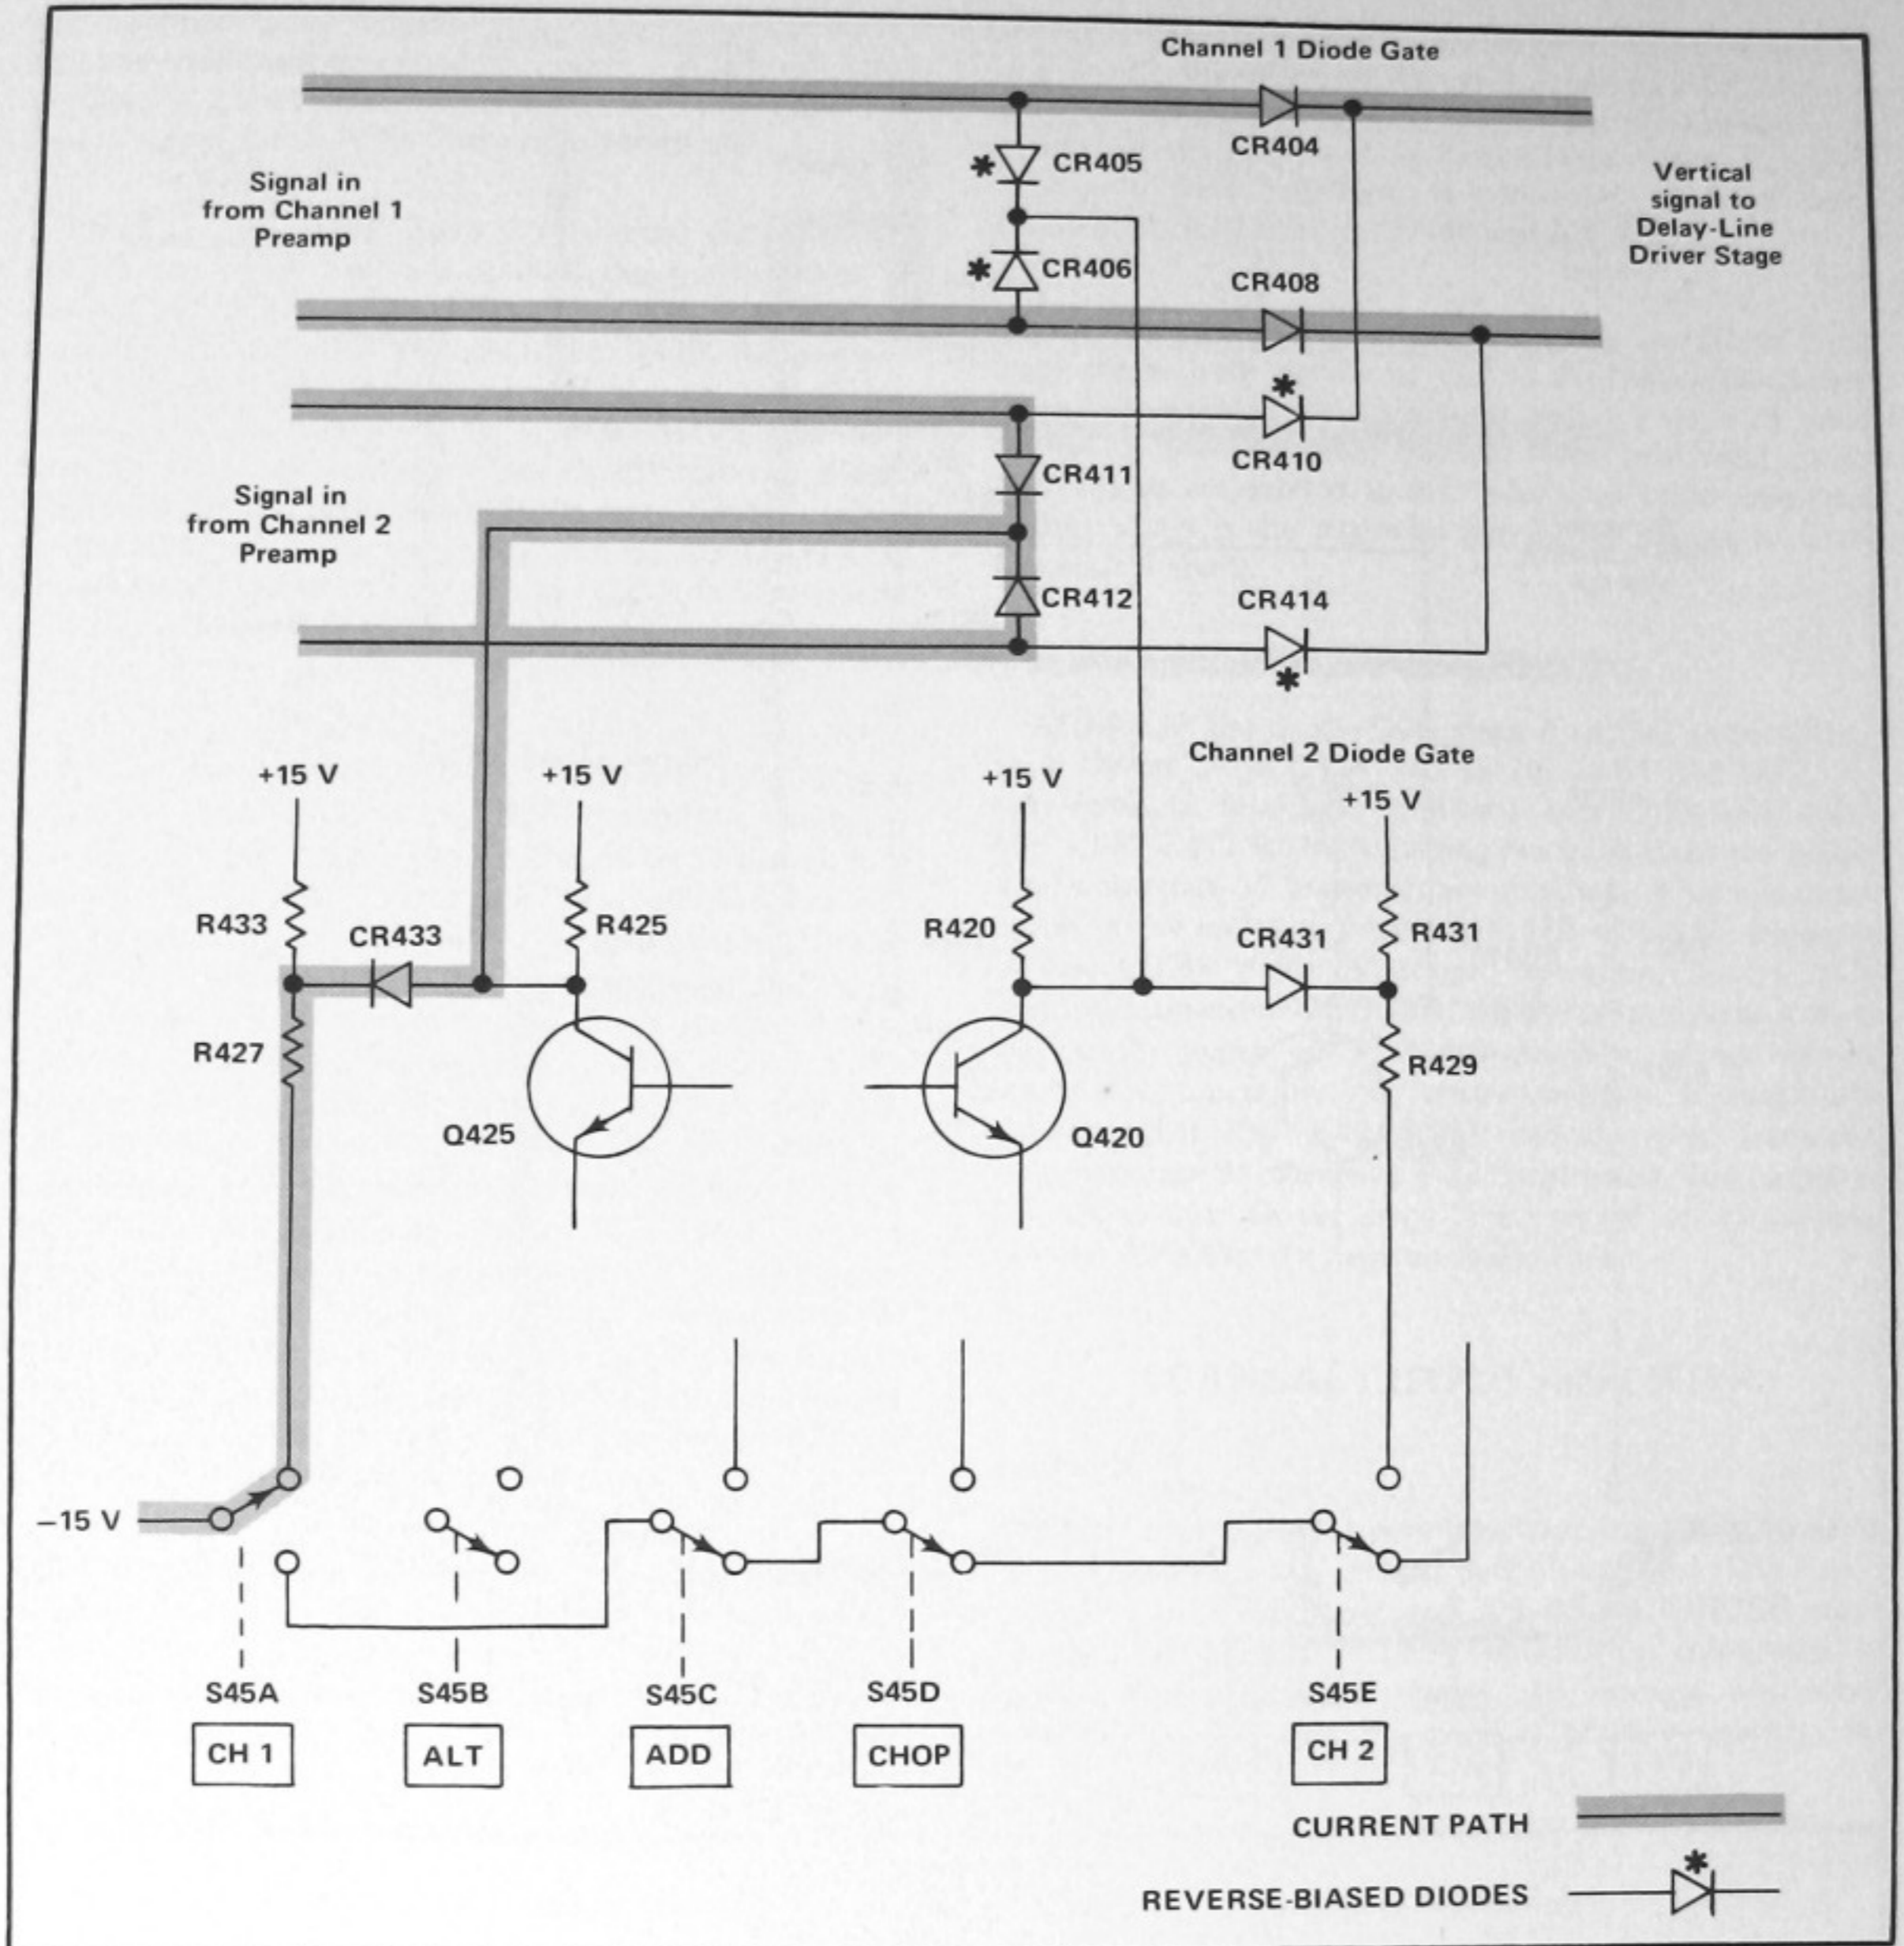 Channel 1 Diode Gate
CR404
* CR405
Signal in
from Channel 1
Preamp
Vertical
signal to
Delay-Line
Driver Stage
* CR406
CR408
*
CR410
CR411
Signal in
from Channel 2
Preamp
CR412
CR414
*
Channel 2 Diode Gate
+15 V
+15 V
+15 V
+15 V
R433
CR433
R425
R420
CR431
R431
R427
R429
Q425
Q420
−15 V
S45A
S45B
S45C
S45D
S45E
CH 1
ALT
ADD
CHOP
CH 2
CURRENT PATH
*
REVERSE-BIASED DIODES